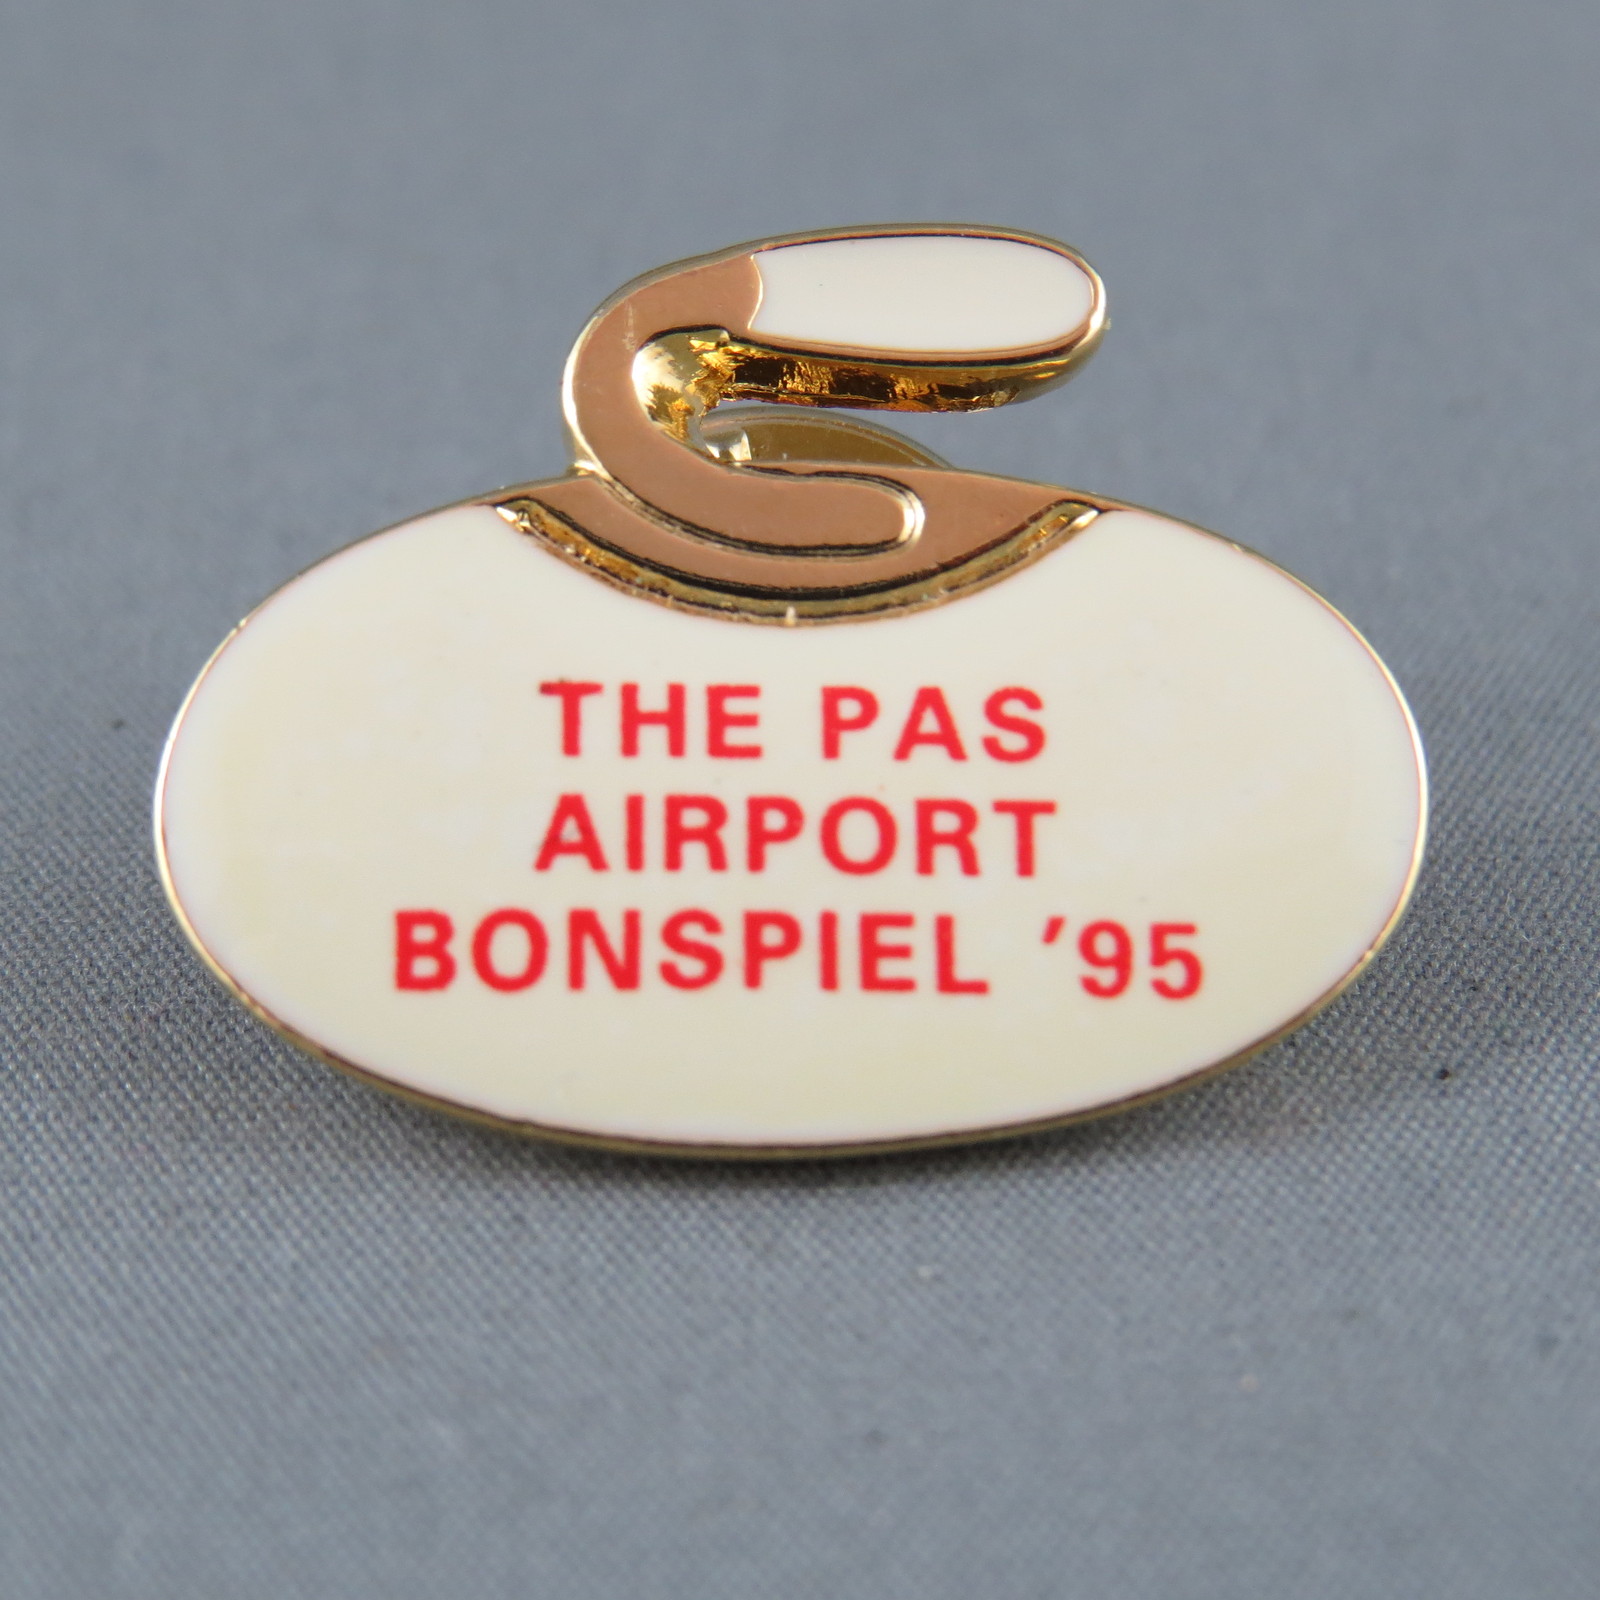 THE PAS
AIRPORT
BONSPIEL '95